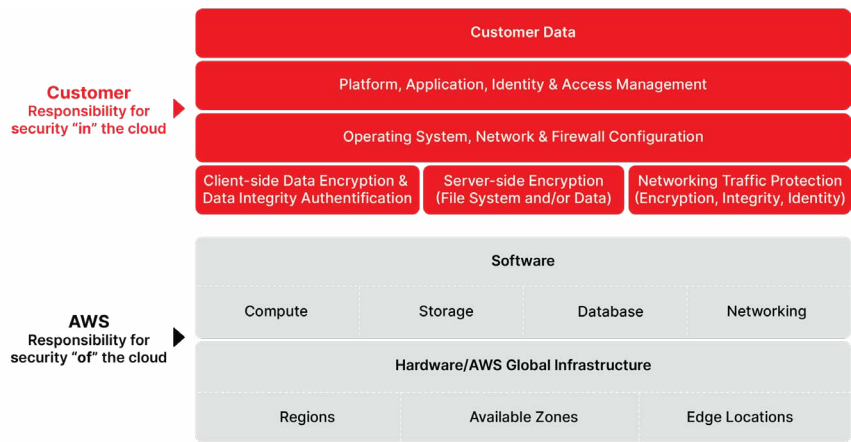 Customer Data
Customer
Responsibility for
security “in” the cloud
Platform, Application, Identity & Access Management
Operating System, Network & Firewall Configuration
Client-side Data Encryption &
Data Integrity Authentification
Server-side Encryption
(File System and/or Data)
Networking Traffic Protection
(Encryption, Integrity, Identity)
AWS
Responsibility for
security “of” the cloud
Software
Compute
Storage
Database
Networking
Hardware/AWS Global Infrastructure
Regions
Available Zones
Edge Locations